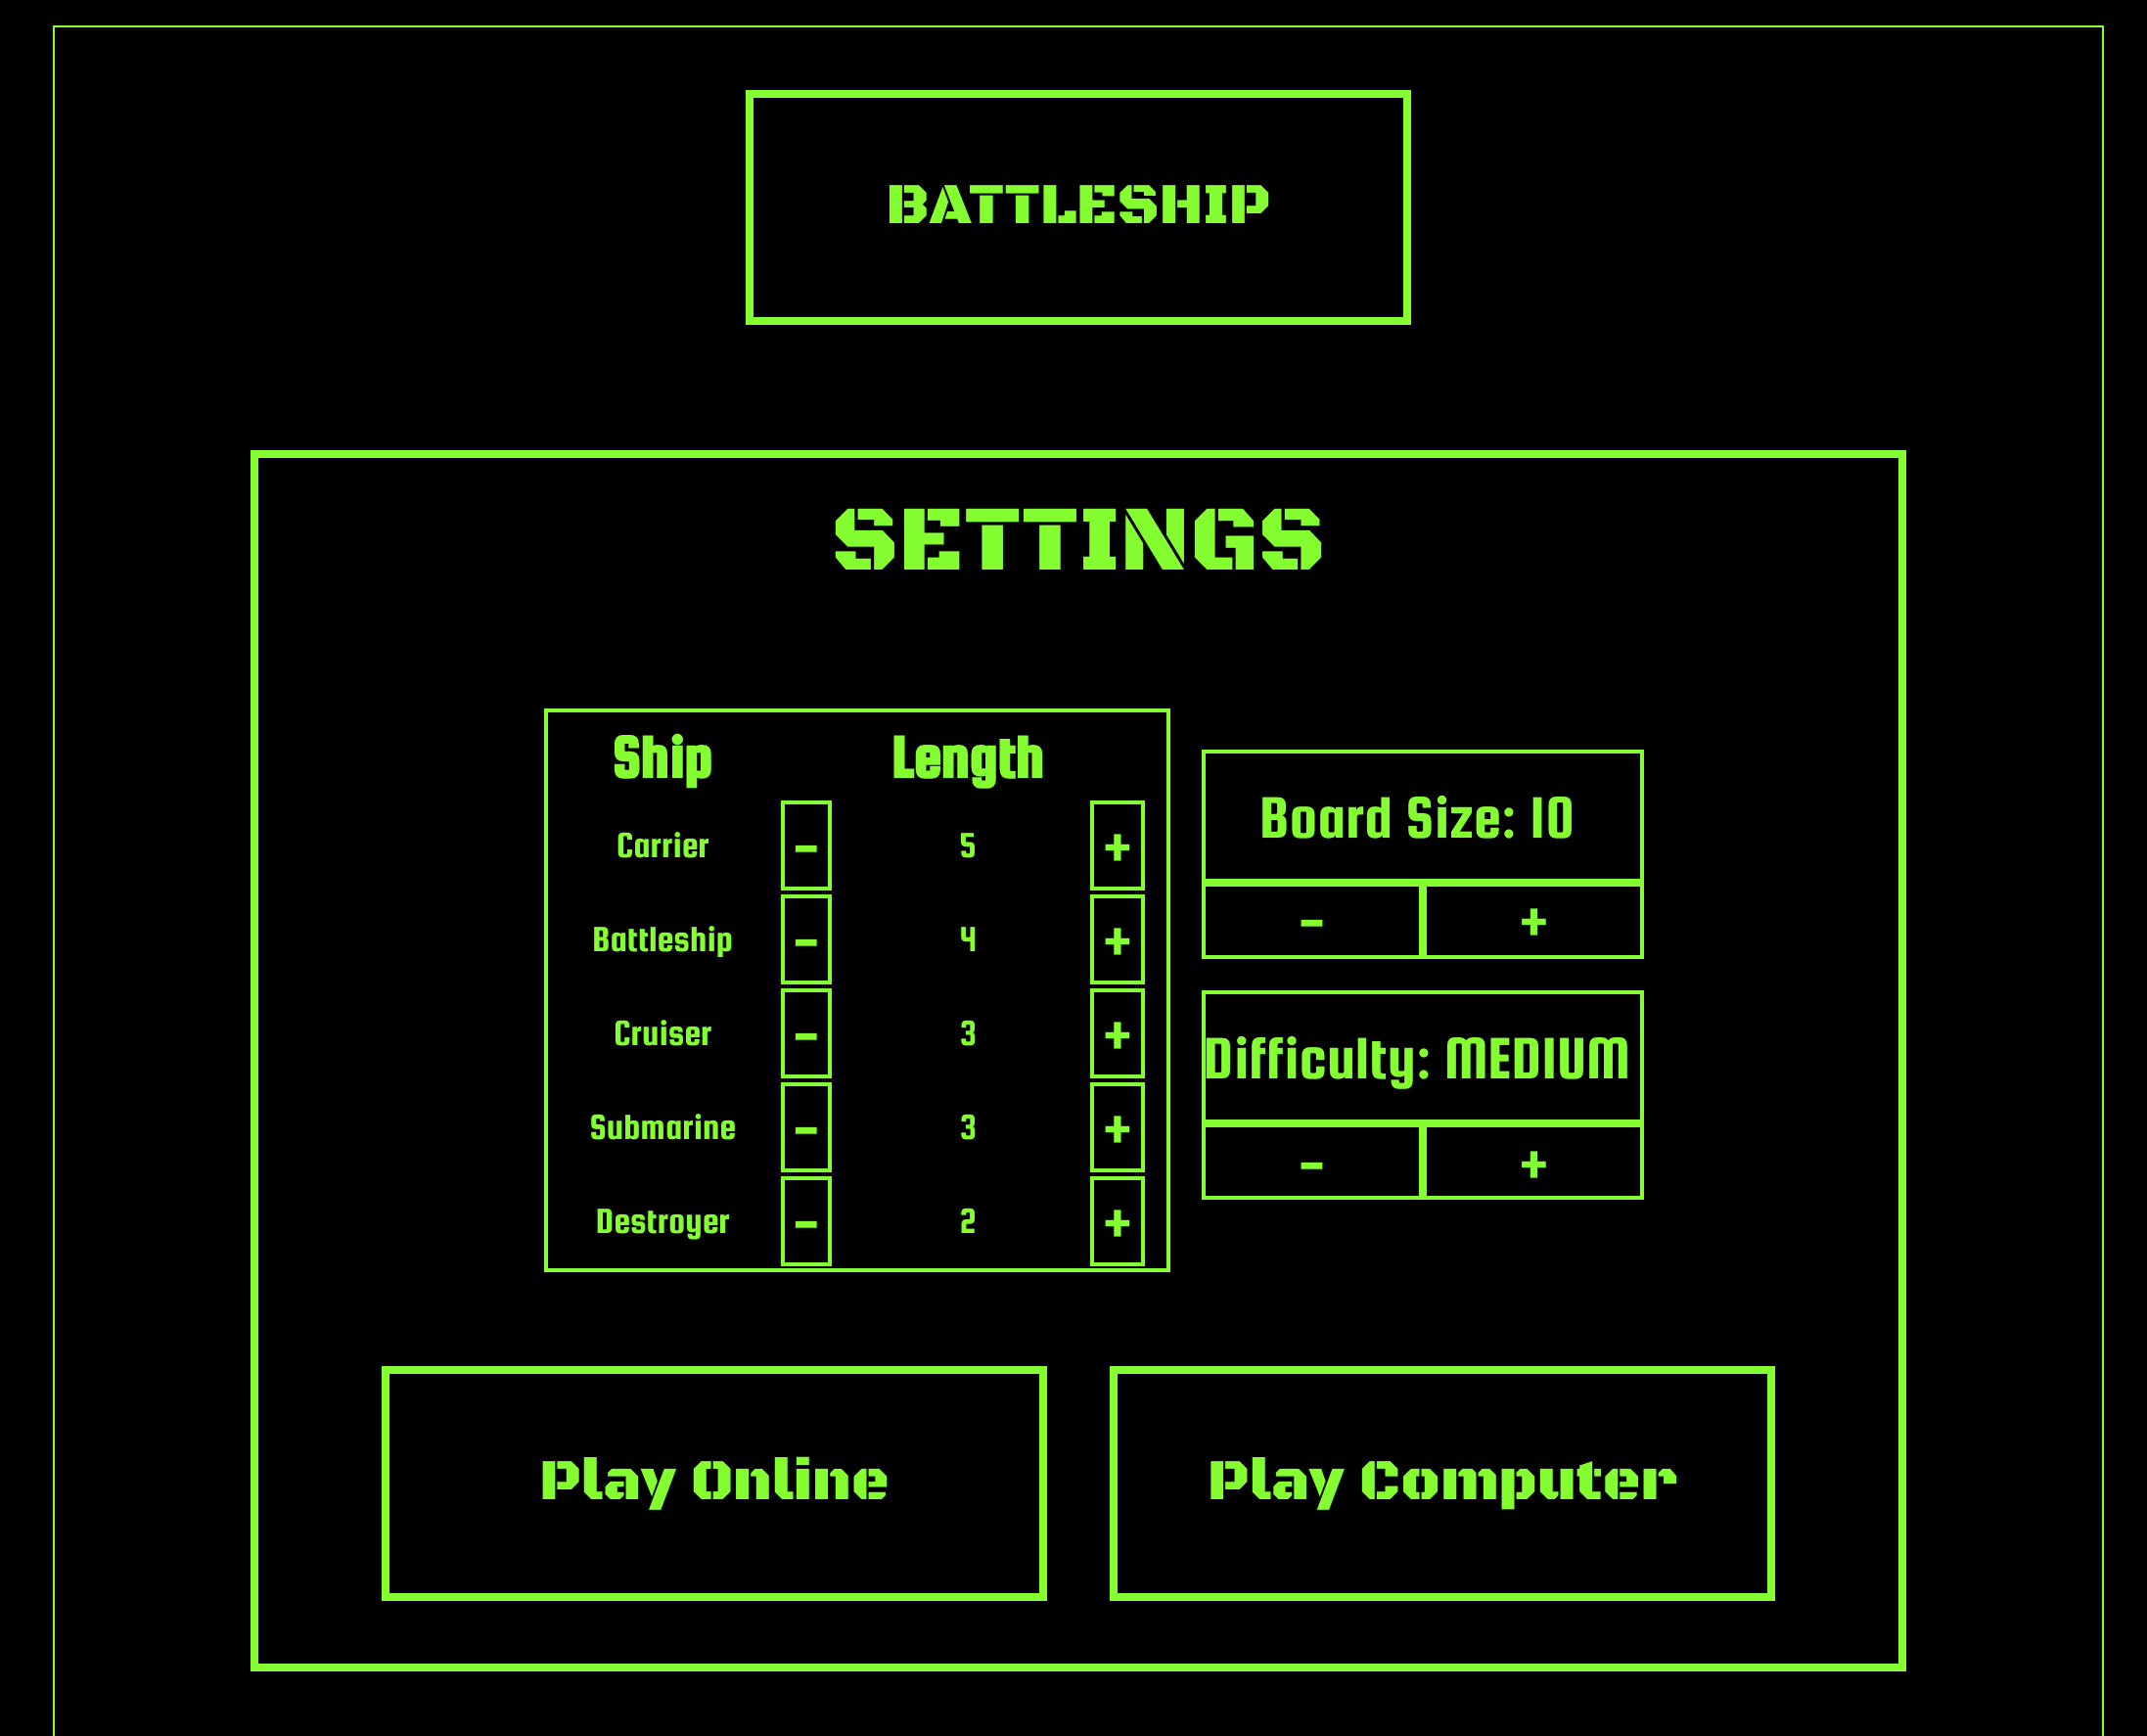 BATTLESHIP
SETTINGS
Ship Length
Carrier - 5 +
Battleship - 4 +
Cruiser - 3 +
Submarine - 3 +
Destroyer - 2 +
Board Size: 10
- +
Difficulty: MEDIUM
- +
Play Online
Play Computer